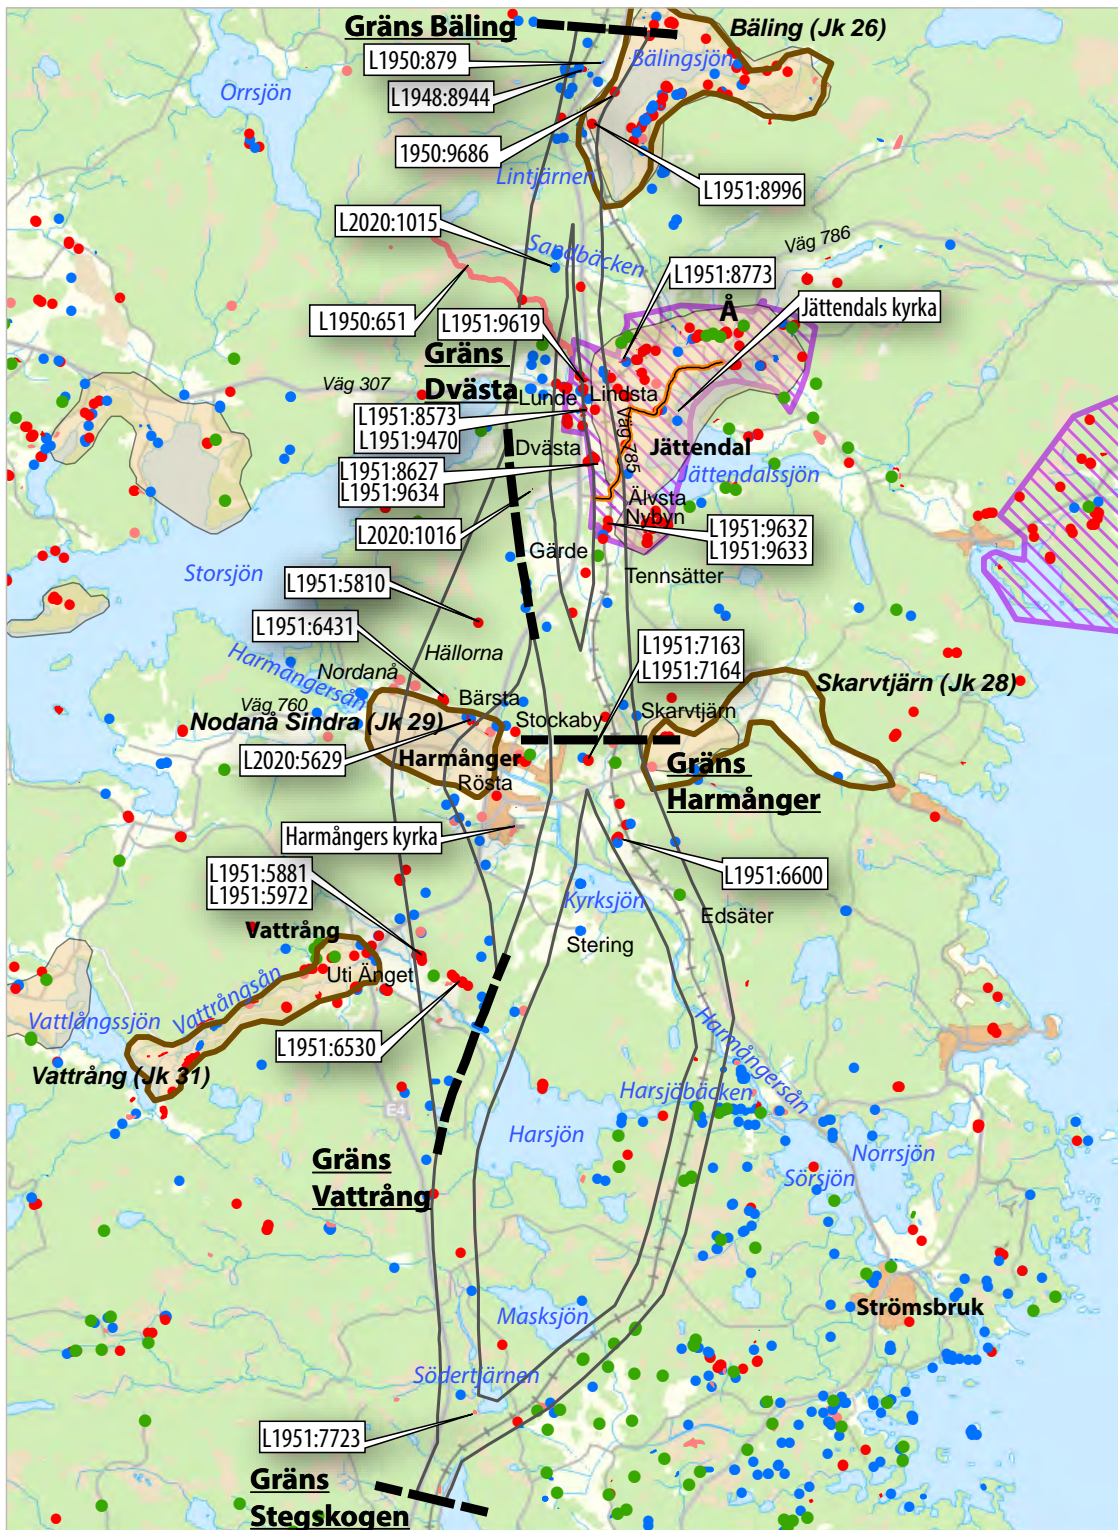 Gräns Bäling
Bäling (Jk 26)
L1950:879
Bälingsjön
Orrsjön
L1948:8944
1950:9686
Lintjärnen
L1951:8996
L2020:1015
Sandbäcken
Väg 786
L1951:8773
Jättendals kyrka
L1950:651
L1951:9619
Å
Gräns
Dvästa
Väg 307
Lunde
Lindsta
L1951:8573
L1951:9470
Väg 785
Dvästa
Jättendal
L1951:8627
L1951:9634
Jättendalssjön
Älvsta
Nybyn
L1951:9632
L1951:9633
L2020:1016
Gärde
Storsjön
Tennsätter
L1951:5810
L1951:6431
Hällorna
L1951:7163
L1951:7164
Harmångersån
Nordanå
Skarvtjärn (Jk 28)
Väg 760
Bärsta
Nodanå Sindra (Jk 29)
Stockaby
Skarvtjärn
L2020:5629
Harmånger
Gräns
Harmånger
Rösta
Harmångers kyrka
L1951:5881
L1951:5972
L1951:6600
Kyrksjön
Edsäter
Vattrång
Stering
Uti Änget
Vattrångsån
Vattlångssjön
L1951:6530
Harmångersån
Vattrång (Jk 31)
Harsjöbäcken
E4
Harsjön
Norrsjön
Sörsjön
Gräns
Vattrång
Masksjön
Strömsbruk
Södertjärnen
L1951:7723
Gräns
Stegskogen